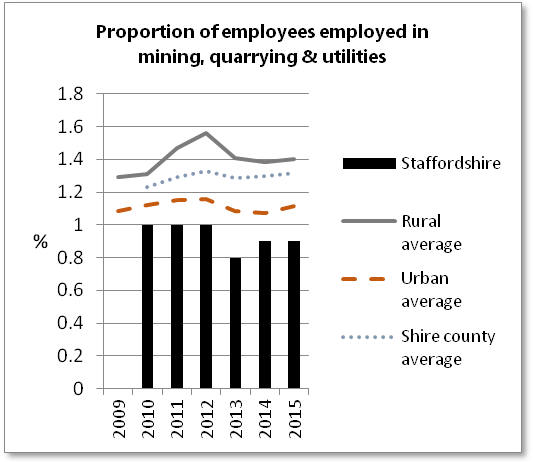 Proportion of employees employed in
mining, quarrying & utilities
1.8
1.6
1.4
1.2
1
0.8
0.6
0.4
0.2
0
%
2009
2010
2011
2012
2013
2014
2015
Staffordshire
Rural
average
Urban
average
Shire county
average